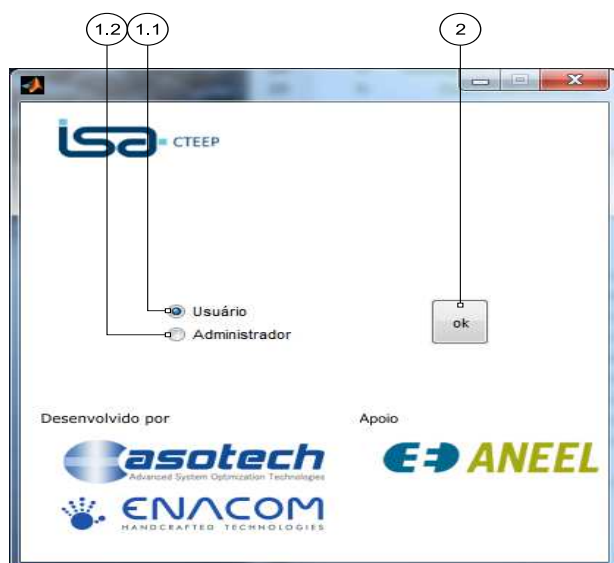 1.2 1.1 2
isa CTEEP
Usuário
Administrador
ok
Desenvolvido por
Apoio
asotech
Advanced System Optimization Technologies
ANEEL
ENACOM
HANDCRAFTED TECHNOLOGIES